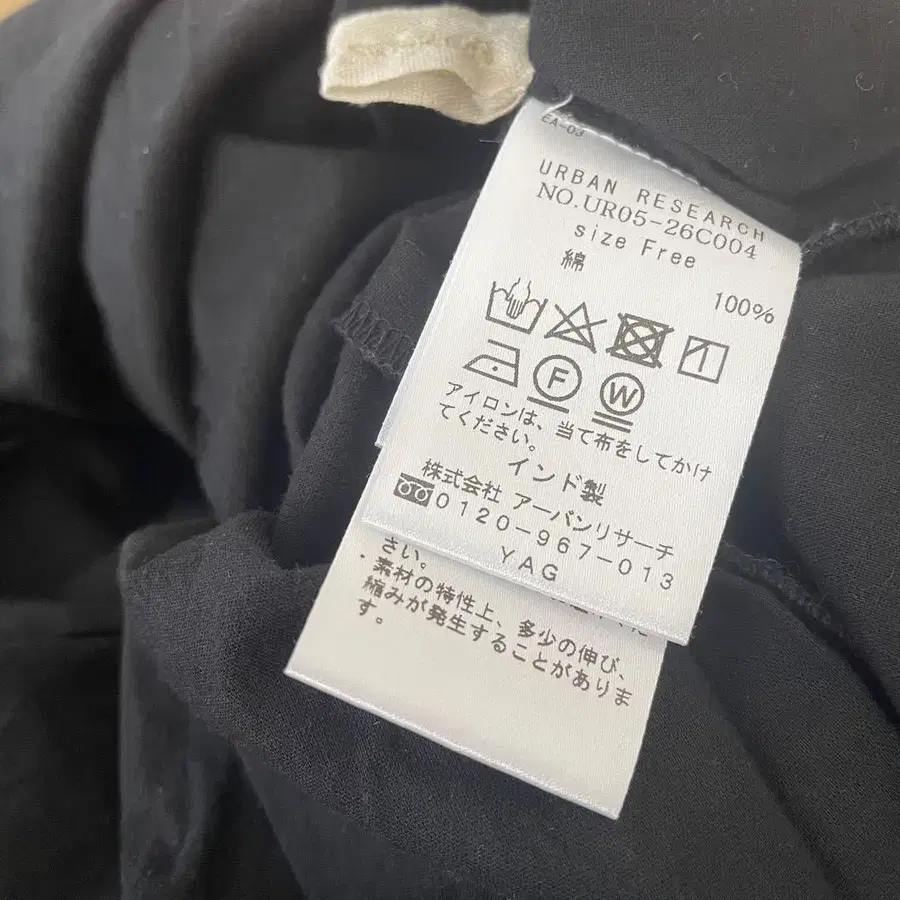 EA-03
URBAN RESEARCH
NO.UR05-26C004
size Free
綿 100%
F W
アイロンは、当て布をしてかけ
てください。
インド製
株式会社 アーバンリサーチ
0120-967-013
YAG
さい。
・素材の特性上、多少の伸び、
縮みが発生することがありま
す。